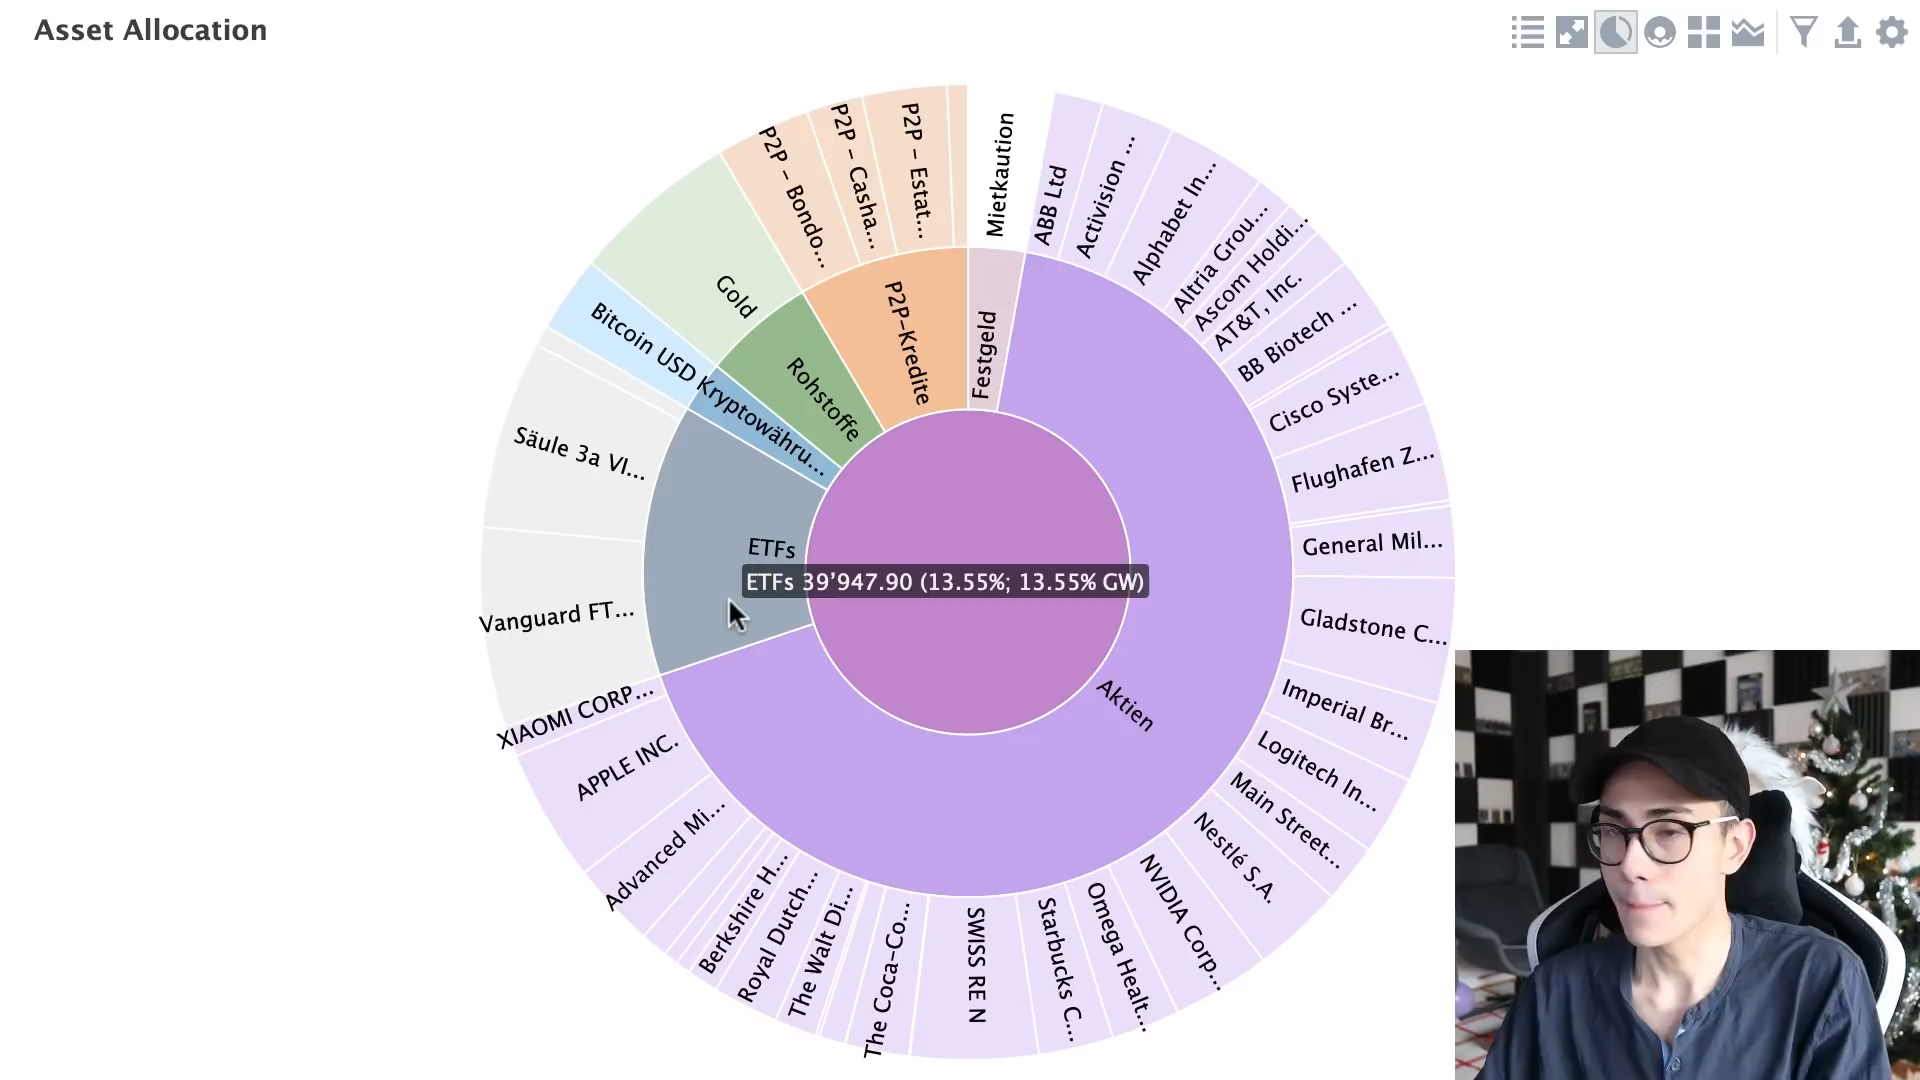 Asset Allocation
Mietkaution
ABB Ltd
Activision ...
Alphabet In...
Altria Grou...
Ascom Holdi...
AT&T, Inc.
BB Biotech ...
Cisco Syste...
Flughafen Z...
General Mil...
Gladstone C...
Imperial Br...
Logitech In...
Main Street...
Nestlé S.A.
NVIDIA Corp...
Omega Healt...
Starbucks C...
SWISS RE N
The Coca-Co...
The Walt Di...
Royal Dutch...
Berkshire H...
Advanced Mi...
APPLE INC.
XIAOMI CORP...
Vanguard FT...
Säule 3a VI...
Bitcoin USD
Gold
P2P - Bondo...
P2P - Casha...
P2P - Estat...
Festgeld
P2P-Kredite
Rohstoffe
Kryptowähru...
ETFs
Aktien
ETFs 39’947.90 (13.55%; 13.55% GW)